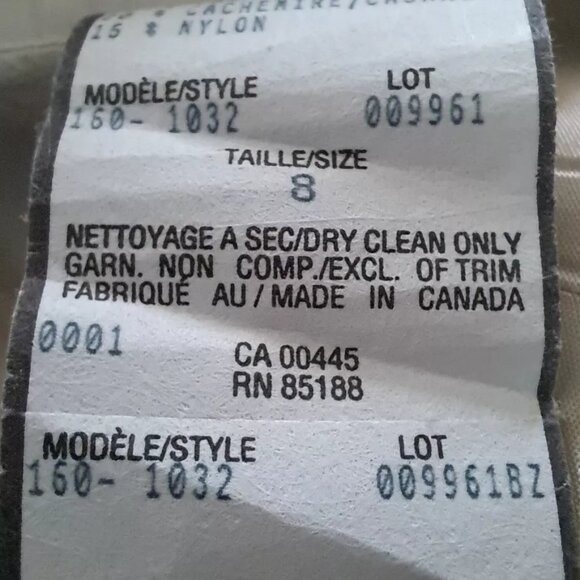 CACHEMIRE/
15 % NYLON
MODÈLE/STYLE LOT
160- 1032 009961
TAILLE/SIZE
8
NETTOYAGE A SEC/DRY CLEAN ONLY
GARN. NON COMP./EXCL. OF TRIM
FABRIQUÉ AU / MADE IN CANADA
0001 CA 00445
RN 85188
MODÈLE/STYLE LOT
160- 1032 009961BZ